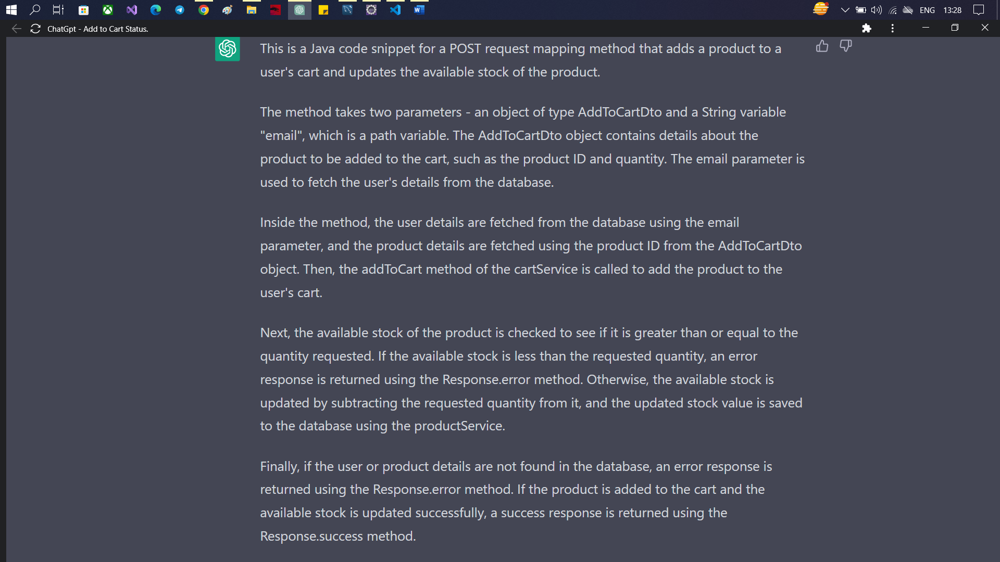 ENG 13:28
ChatGpt - Add to Cart Status.
This is a Java code snippet for a POST request mapping method that adds a product to a
user's cart and updates the available stock of the product.
The method takes two parameters - an object of type AddToCartDto and a String variable
"email", which is a path variable. The AddToCartDto object contains details about the
product to be added to the cart, such as the product ID and quantity. The email parameter is
used to fetch the user's details from the database.
Inside the method, the user details are fetched from the database using the email
parameter, and the product details are fetched using the product ID from the AddToCartDto
object. Then, the addToCart method of the cartService is called to add the product to the
user's cart.
Next, the available stock of the product is checked to see if it is greater than or equal to the
quantity requested. If the available stock is less than the requested quantity, an error
response is returned using the Response.error method. Otherwise, the available stock is
updated by subtracting the requested quantity from it, and the updated stock value is saved
to the database using the productService.
Finally, if the user or product details are not found in the database, an error response is
returned using the Response.error method. If the product is added to the cart and the
available stock is updated successfully, a success response is returned using the
Response.success method.